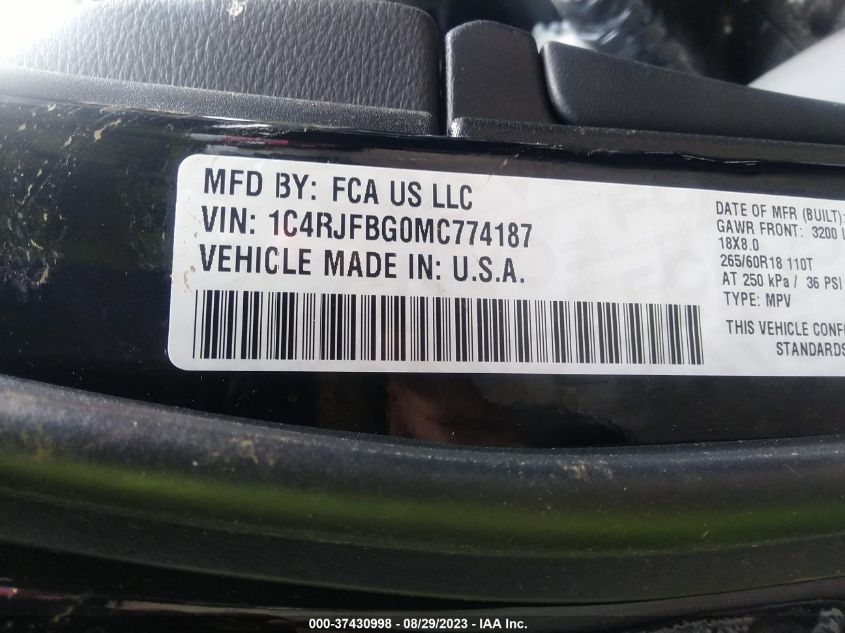 MFD BY: FCA US LLC
VIN: 1C4RJFBG0MC774187
VEHICLE MADE IN: U.S.A.
DATE OF MFR (BUILT):
GAWR FRONT: 3200
18X8.0
265/60R18 110T
AT 250 kPa / 36 PSI
TYPE: MPV
THIS VEHICLE
STANDARDS
000-37430998 - 08/29/2023 - IAA Inc.